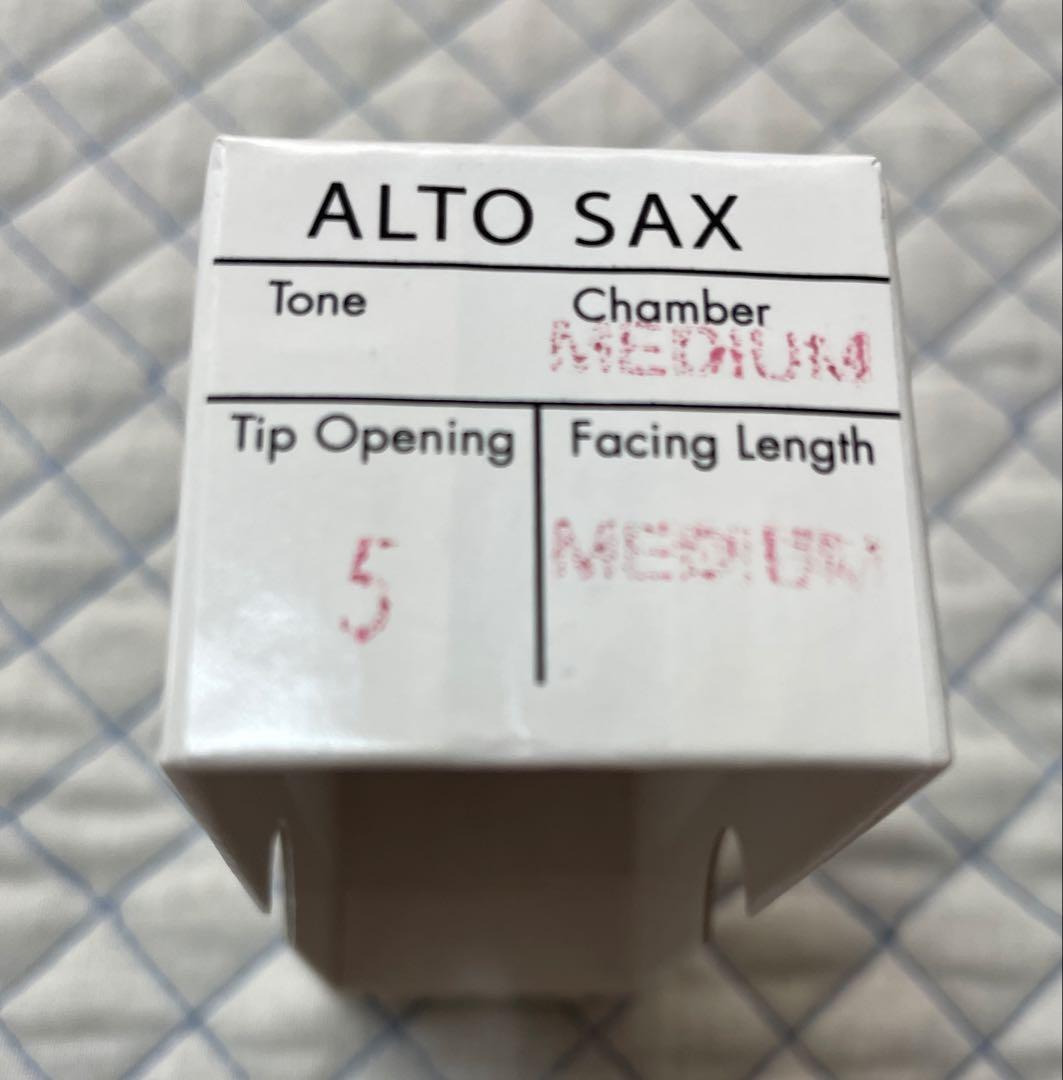 ALTO SAX
Tone Chamber
MEDIUM
Tip Opening Facing Length
5 MEDIUM